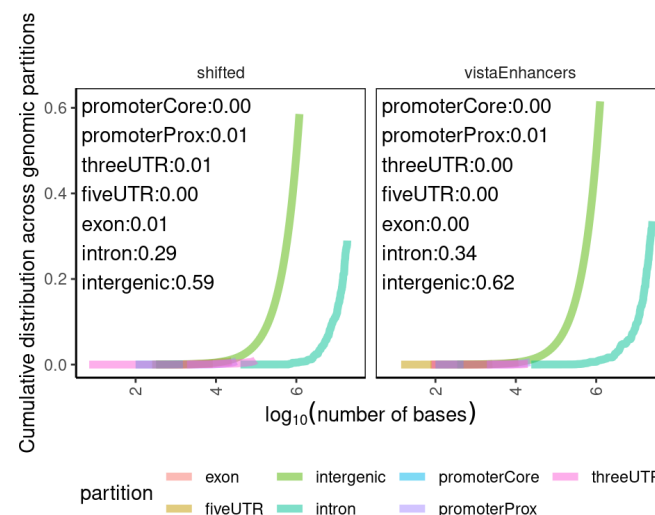 Cumulative distribution across genomic partitions
shifted
vistaEnhancers
0.6
0.4
0.2
0.0
promoterCore:0.00
promoterProx:0.01
threeUTR:0.01
fiveUTR:0.00
exon:0.01
intron:0.29
intergenic:0.59
promoterCore:0.00
promoterProx:0.01
threeUTR:0.00
fiveUTR:0.00
exon:0.00
intron:0.34
intergenic:0.62
2 4 6
2 4 6
log₁₀(number of bases)
partition
exon intergenic promoterCore threeUTR
fiveUTR intron promoterProx